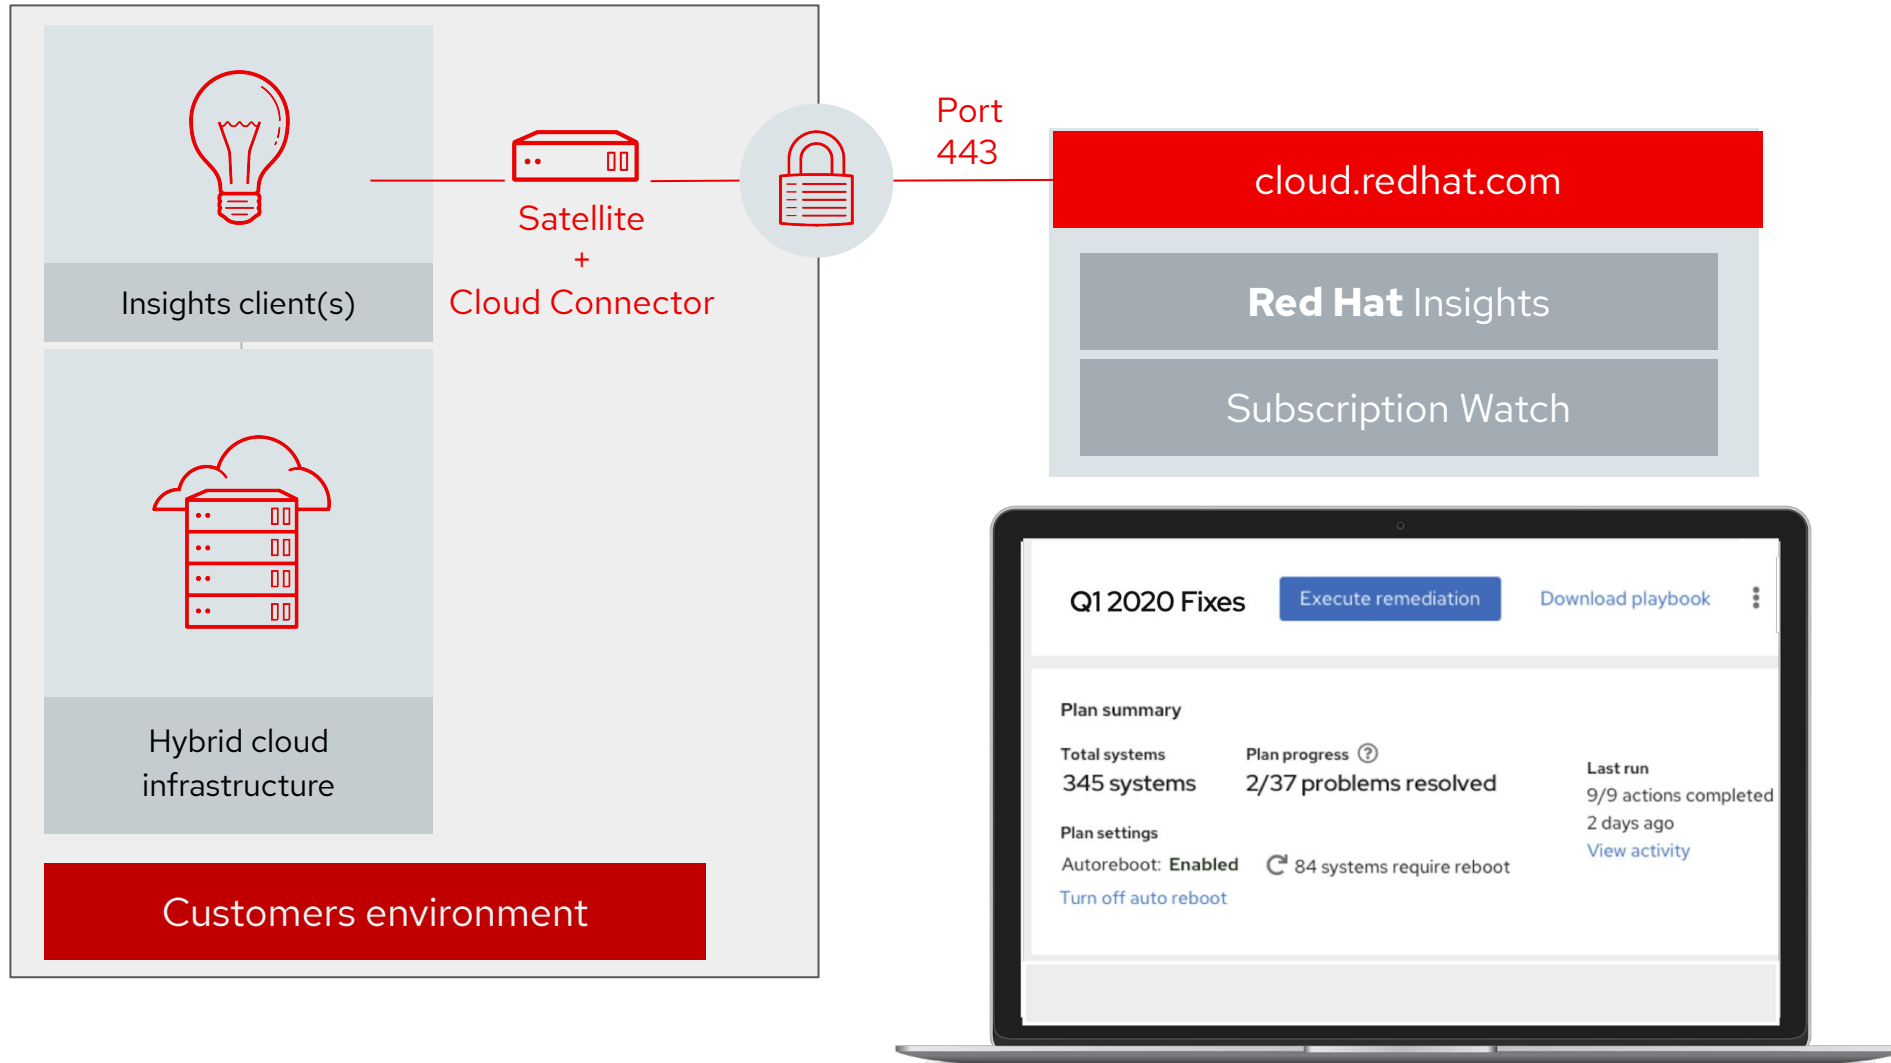 Insights client(s)
Satellite
+
Cloud Connector
Hybrid cloud
infrastructure
Customers environment
Port
443
cloud.redhat.com
Red Hat Insights
Subscription Watch
Q1 2020 Fixes
Execute remediation
Download playbook
Plan summary
Total systems
345 systems
Plan progress ?
2/37 problems resolved
Last run
9/9 actions completed
2 days ago
View activity
Plan settings
Autoreboot: Enabled
84 systems require reboot
Turn off auto reboot